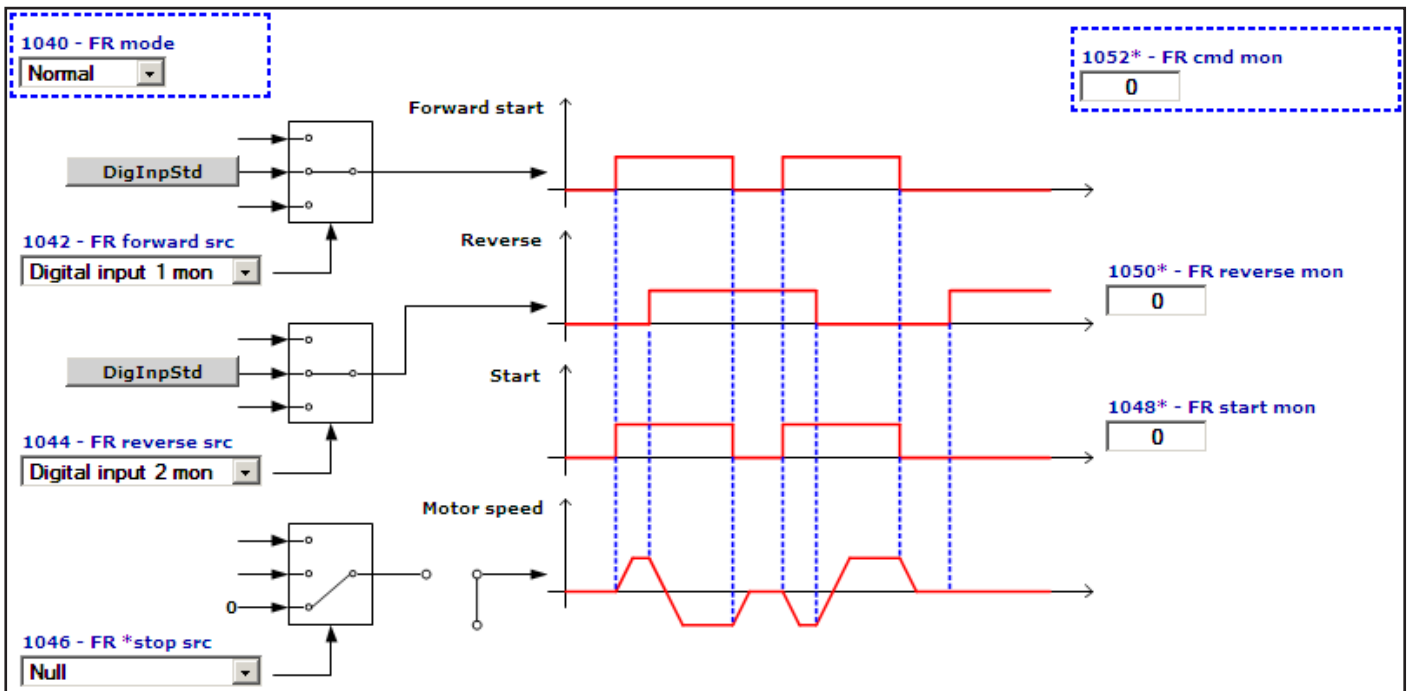 1040 - FR mode
Normal
1052* - FR cmd mon
0
Forward start
DigInpStd
1042 - FR forward src
Digital input 1 mon
Reverse
1050* - FR reverse mon
0
DigInpStd
Start
1048* - FR start mon
0
1044 - FR reverse src
Digital input 2 mon
Motor speed
0
1046 - FR *stop src
Null